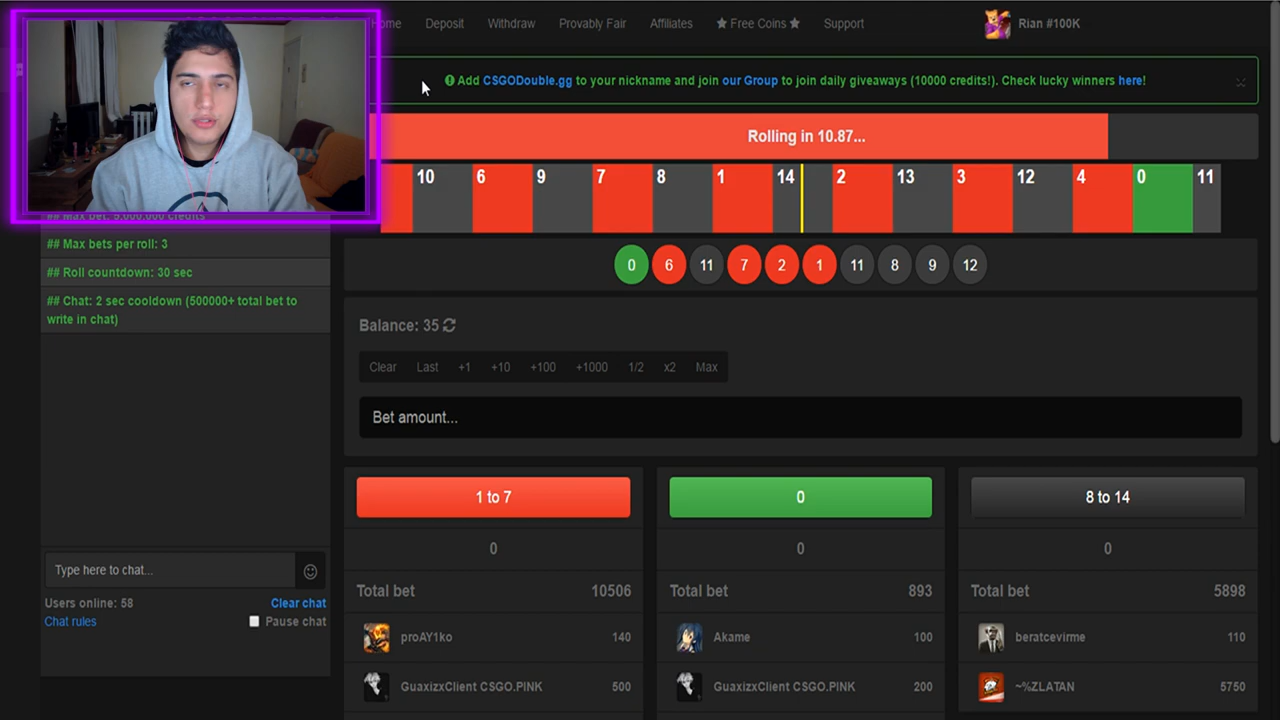 Deposit
Withdraw
Provably Fair
Affiliates
★ Free Coins ★
Support
Rian #100K
Add CSGODouble.gg to your nickname and join our Group to join daily giveaways (10000 credits!). Check lucky winners here!
Rolling in 10.87...
10 6 9 7 8 1 14 2 13 3 12 4 0 11
0 6 11 7 2 1 11 8 9 12
## Max bet: 5.000.000 credits
## Max bets per roll: 3
## Roll countdown: 30 sec
## Chat: 2 sec cooldown (500000+ total bet to
write in chat)
Type here to chat...
Users online: 58
Clear chat
Chat rules
Pause chat
Balance: 35
Clear Last +1 +10 +100 +1000 1/2 x2 Max
Bet amount...
1 to 7
0
Total bet 10506
proAY1ko 140
GuaxizxClient CSGO.PINK 500
0
0
Total bet 893
Akame 100
GuaxizxClient CSGO.PINK 200
8 to 14
0
Total bet 5898
beratcevirme 110
~%ZLATAN 5750